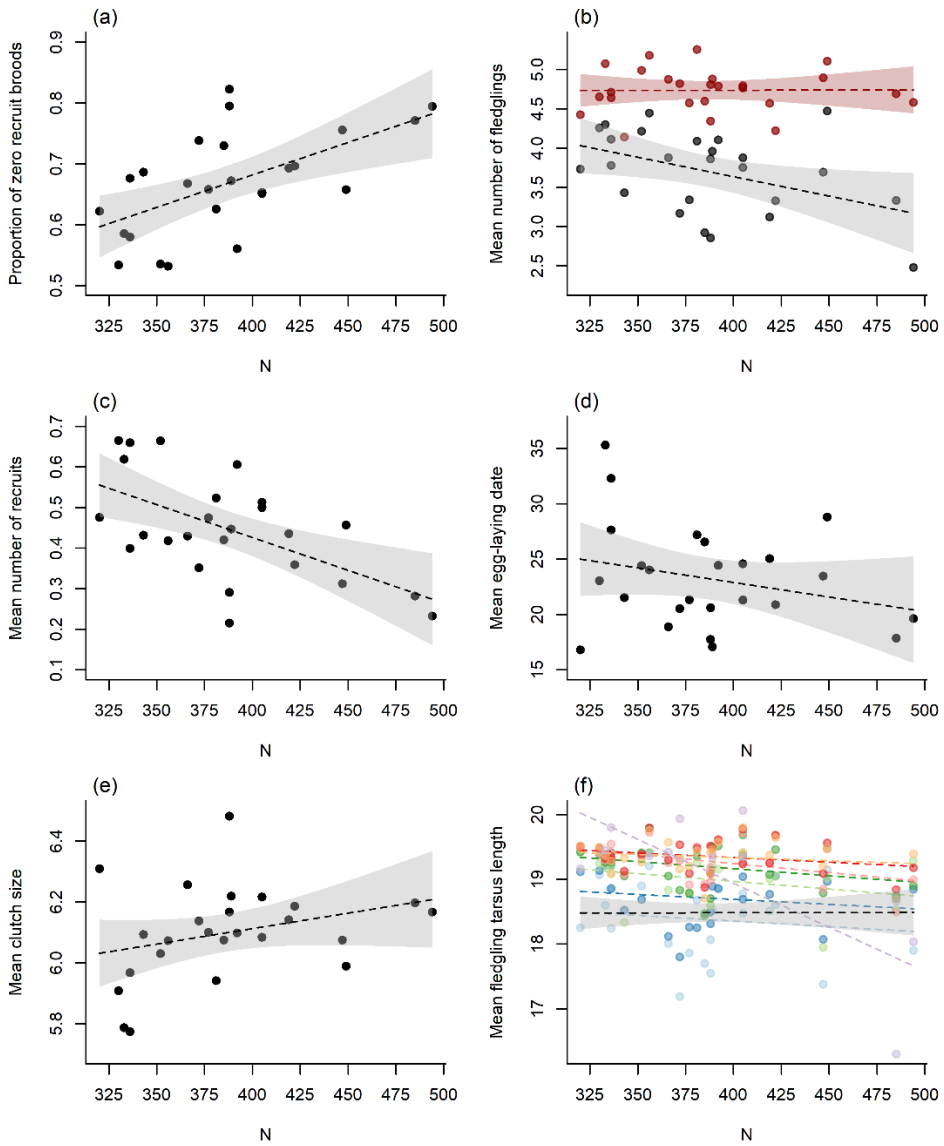 (a)
Proportion of zero recruit broods
0.9
0.8
0.7
0.6
0.5
325 350 375 400 425 450 475 500
N
(b)
Mean number of fledglings
5.0
4.5
4.0
3.5
3.0
2.5
325 350 375 400 425 450 475 500
N
(c)
Mean number of recruits
0.7
0.6
0.5
0.4
0.3
0.2
0.1
325 350 375 400 425 450 475 500
N
(d)
Mean egg-laying date
35
30
25
20
15
325 350 375 400 425 450 475 500
N
(e)
Mean clutch size
6.4
6.2
6.0
5.8
325 350 375 400 425 450 475 500
N
(f)
Mean fledgling tarsus length
20
19
18
17
325 350 375 400 425 450 475 500
N